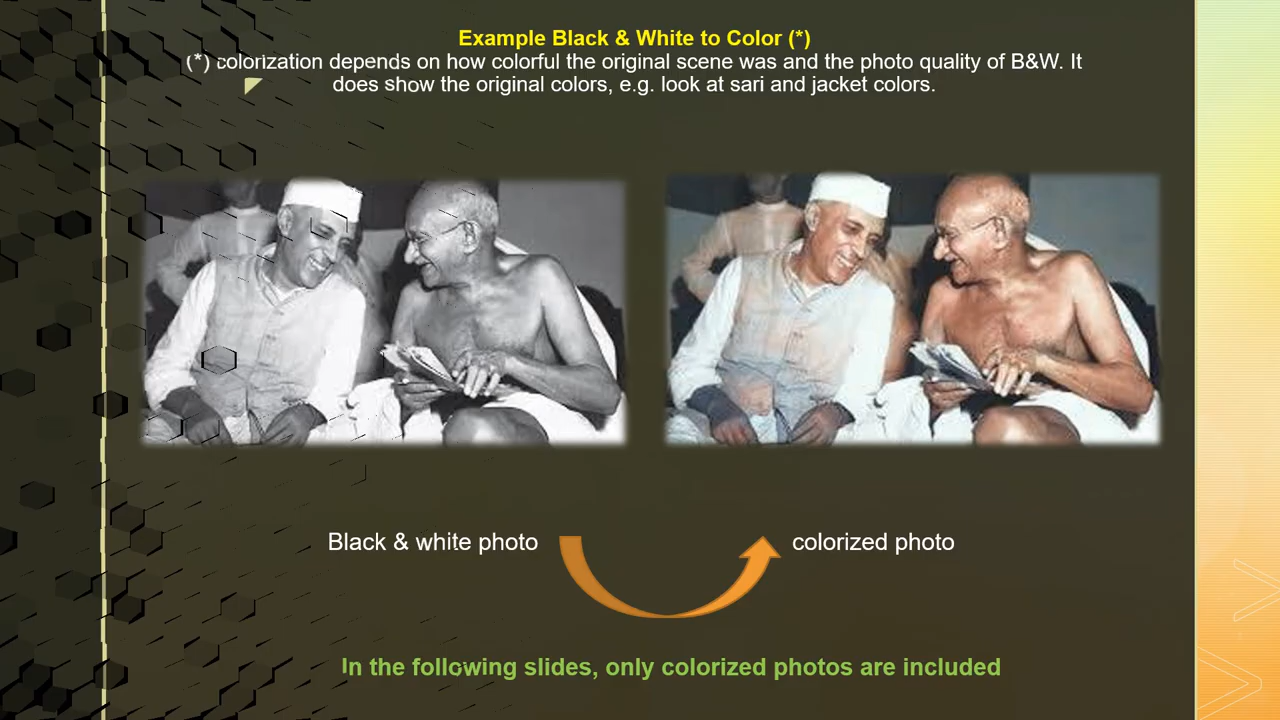 Example Black & White to Color (*)
(*) colorization depends on how colorful the original scene was and the photo quality of B&W. It
does show the original colors, e.g. look at sari and jacket colors.
Black & white photo
colorized photo
In the following slides, only colorized photos are included